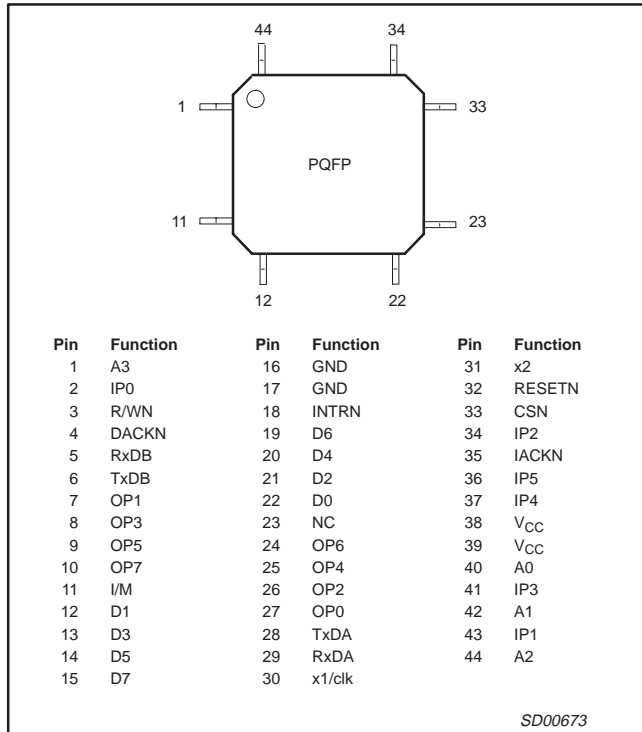 44 34
1 33
PQFP
11 23
12 22
Pin Function Pin Function Pin Function
1 A3 16 GND 31 x2
2 IP0 17 GND 32 RESETN
3 R/WN 18 INTRN 33 CSN
4 DACKN 19 D6 34 IP2
5 RxDB 20 D4 35 IACKN
6 TxDB 21 D2 36 IP5
7 OP1 22 D0 37 IP4
8 OP3 23 NC 38 VCC
9 OP5 24 OP6 39 VCC
10 OP7 25 OP4 40 A0
11 I/M 26 OP2 41 IP3
12 D1 27 OP0 42 A1
13 D3 28 TxDA 43 IP1
14 D5 29 RxDA 44 A2
15 D7 30 x1/clk
SD00673